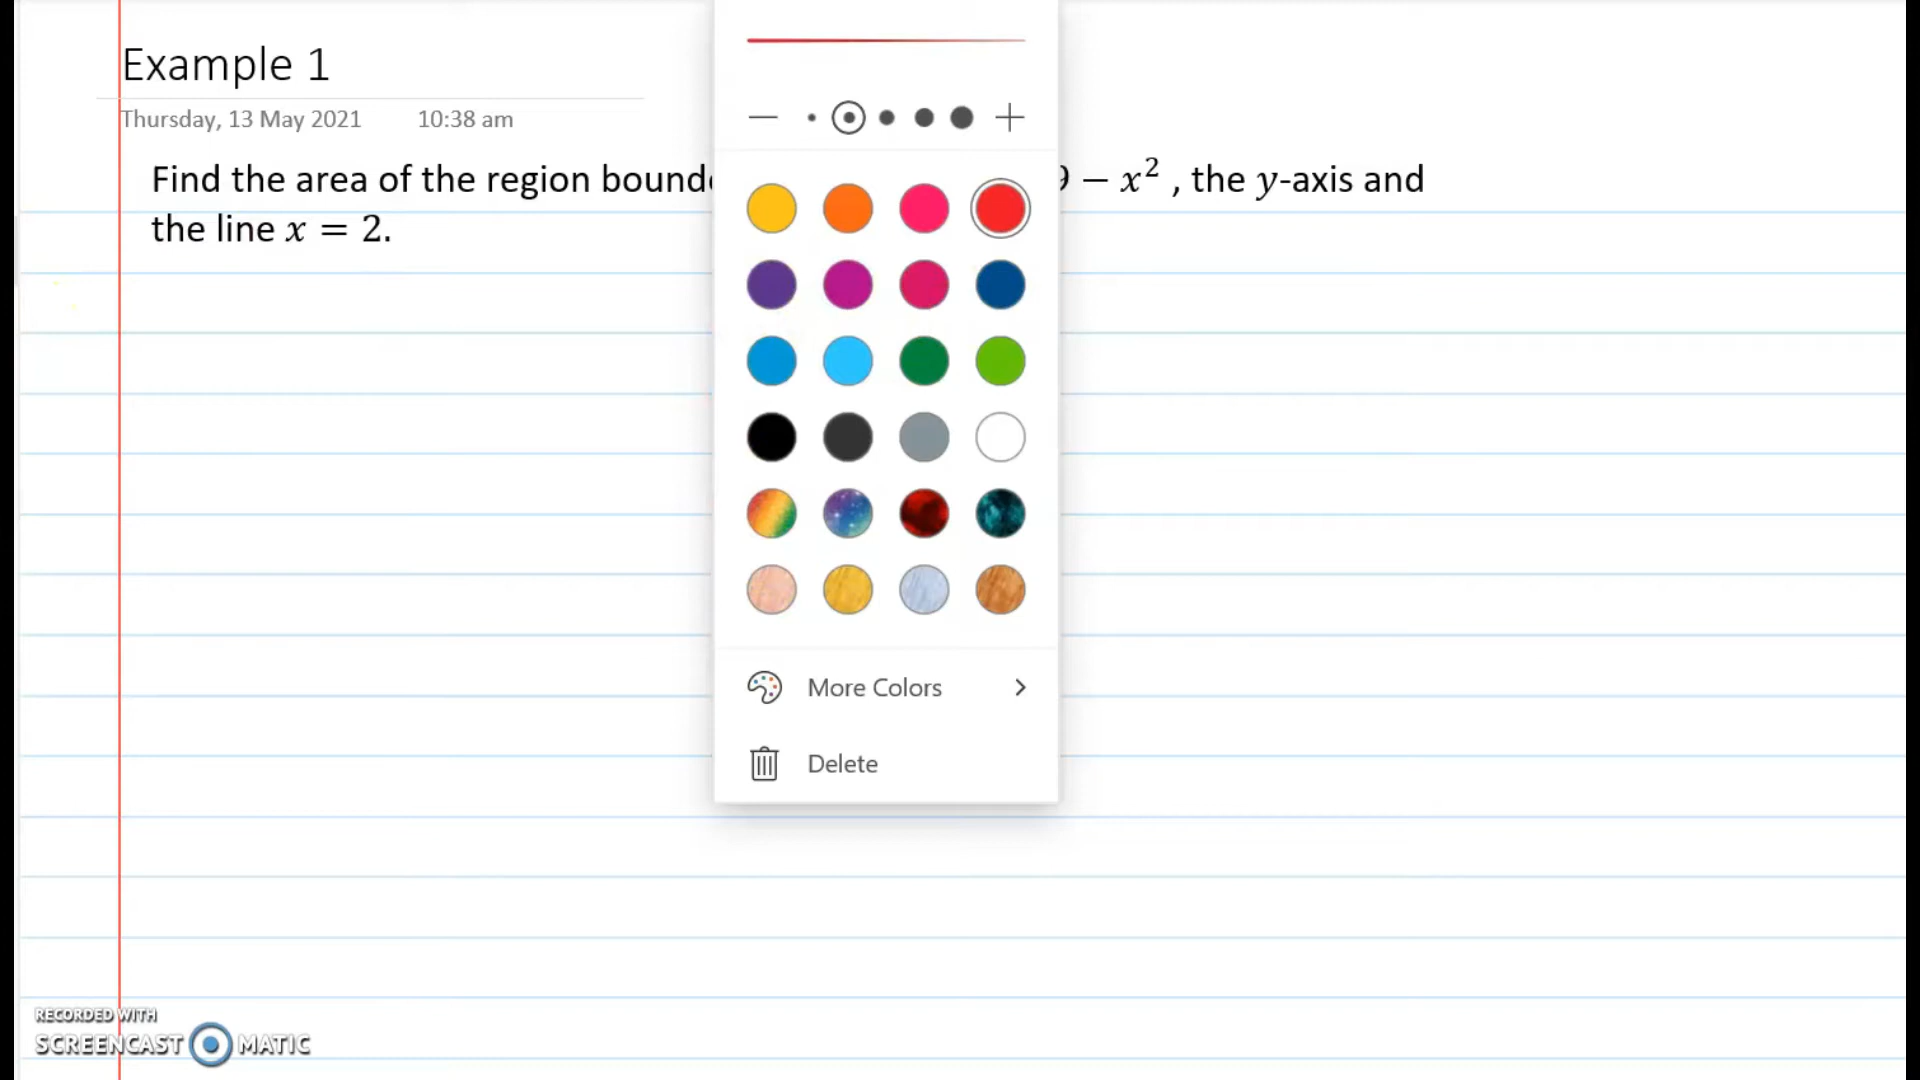 Example 1
Thursday, 13 May 2021 10:38 am
Find the area of the region − x² , the y-axis and
the line x = 2.
More Colors
Delete
RECORDED WITH
SCREENCAST MATIC